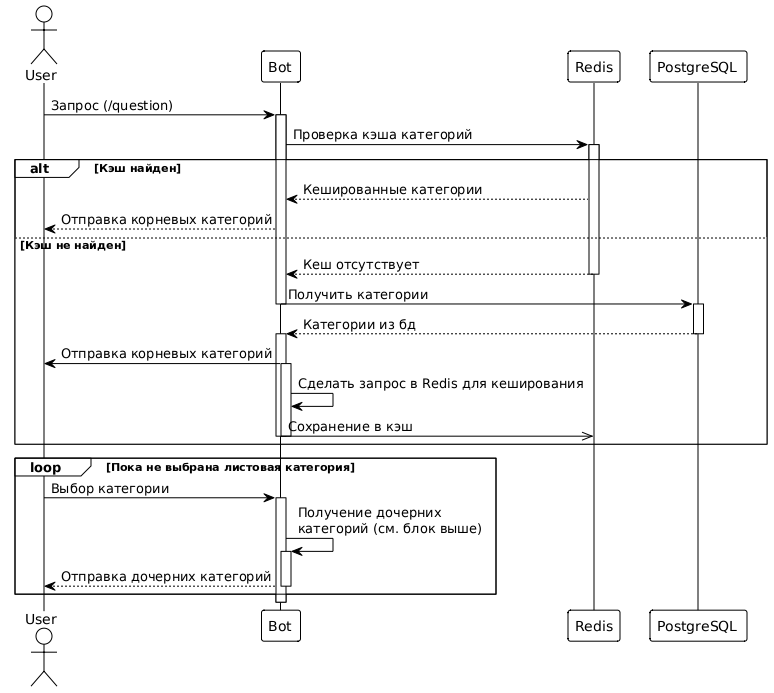 User
Bot
Redis
PostgreSQL
Запрос (/question)
Проверка кэша категорий
alt
[Кэш найден]
Кешированные категории
Отправка корневых категорий
[Кэш не найден]
Кеш отсутствует
Получить категории
Категории из бд
Отправка корневых категорий
Сделать запрос в Redis для кеширования
Сохранение в кэш
loop
[Пока не выбрана листовая категория]
Выбор категории
Получение дочерних
категорий (см. блок выше)
Отправка дочерних категорий
User
Bot
Redis
PostgreSQL